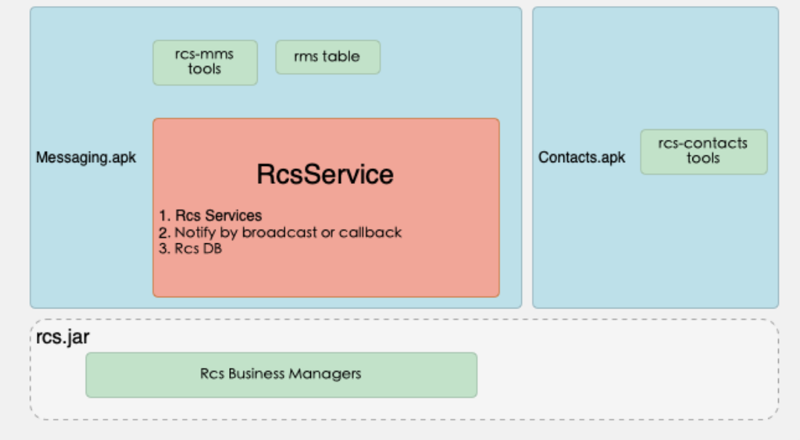 rcs-mms
tools
rms table
Messaging.apk
RcsService
1. Rcs Services
2. Notify by broadcast or callback
3. Rcs DB
Contacts.apk
rcs-contacts
tools
rcs.jar
Rcs Business Managers